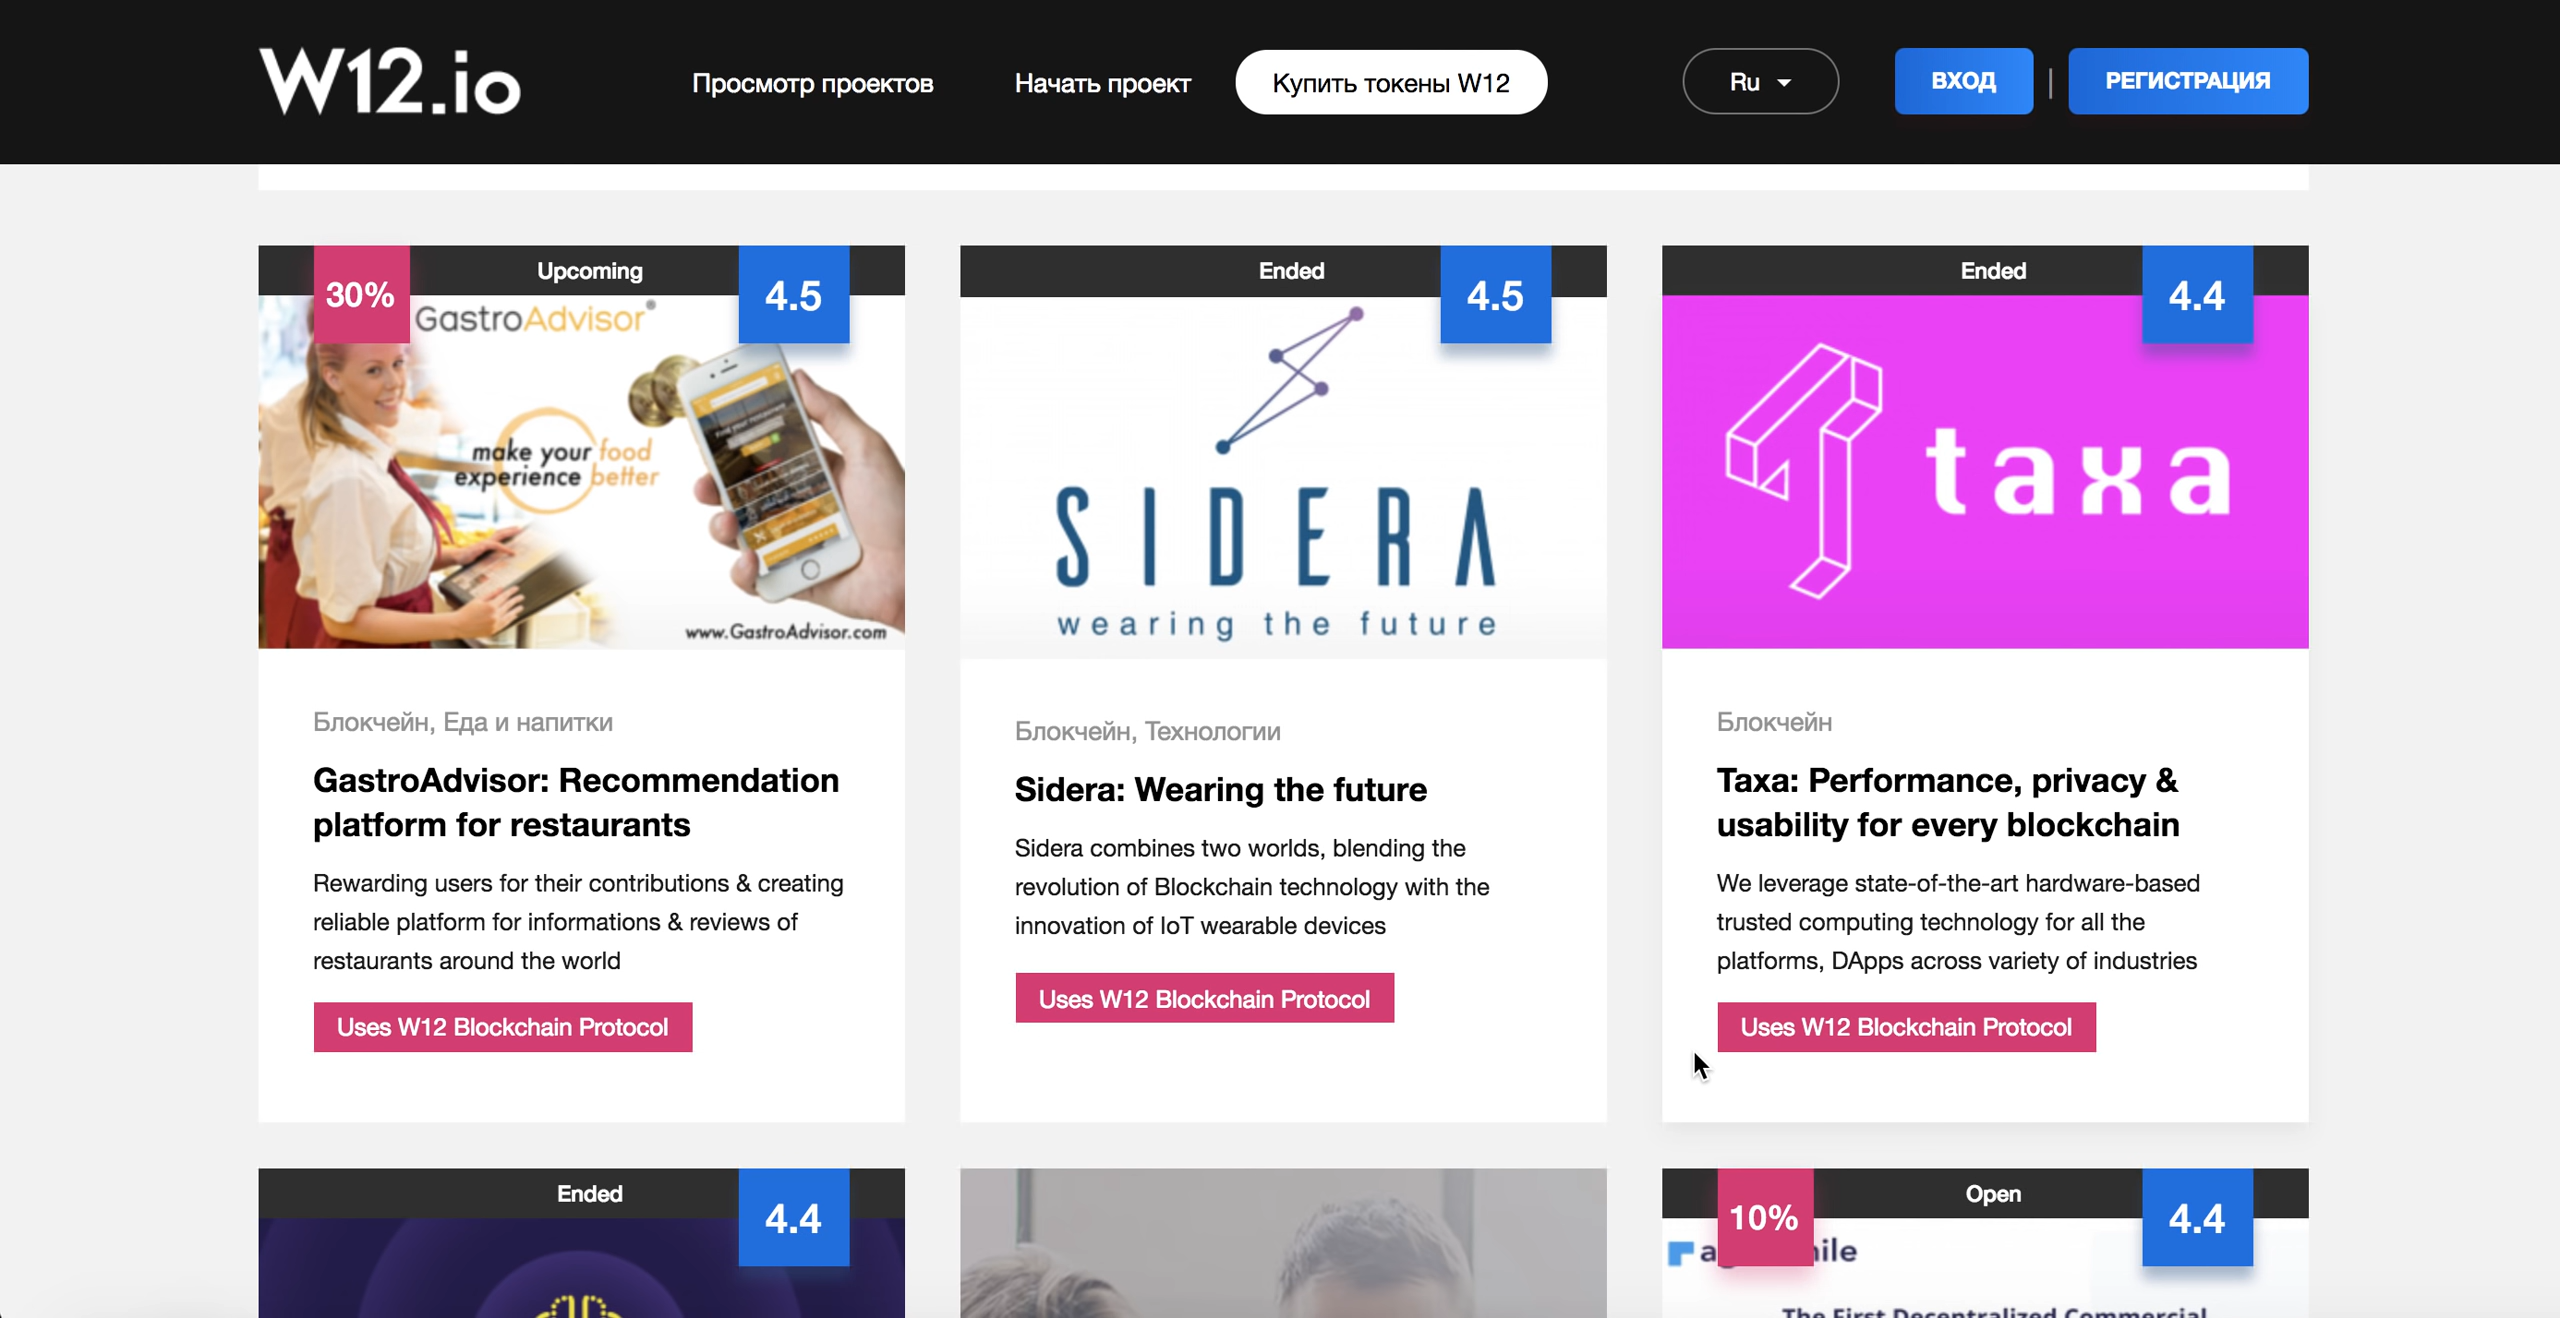 W12.io
Просмотр проектов
Начать проект
Купить токены W12
Ru
ВХОД
РЕГИСТРАЦИЯ
30%
Upcoming
4.5
GastroAdvisor
make your food
experience better
www.GastroAdvisor.com
Блокчейн, Еда и напитки
GastroAdvisor: Recommendation
platform for restaurants
Rewarding users for their contributions & creating
reliable platform for informations & reviews of
restaurants around the world
Uses W12 Blockchain Protocol
Ended
4.5
SIDERA
wearing the future
Блокчейн, Технологии
Sidera: Wearing the future
Sidera combines two worlds, blending the
revolution of Blockchain technology with the
innovation of IoT wearable devices
Uses W12 Blockchain Protocol
Ended
4.4
taxa
Блокчейн
Taxa: Performance, privacy &
usability for every blockchain
We leverage state-of-the-art hardware-based
trusted computing technology for all the
platforms, DApps across variety of industries
Uses W12 Blockchain Protocol
Ended
4.4
10%
Open
4.4
The First Decentralized Commercial